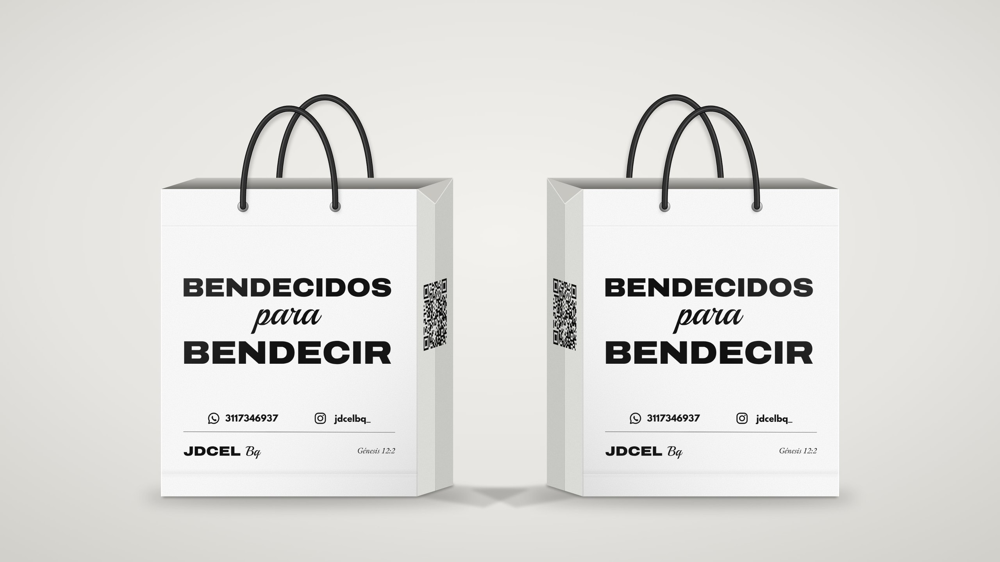 BENDECIDOS
para
BENDECIR
3117346937 jdcelbq_
JDCEL Bq Génesis 12:2
BENDECIDOS
para
BENDECIR
3117346937 jdcelbq_
JDCEL Bq Génesis 12:2